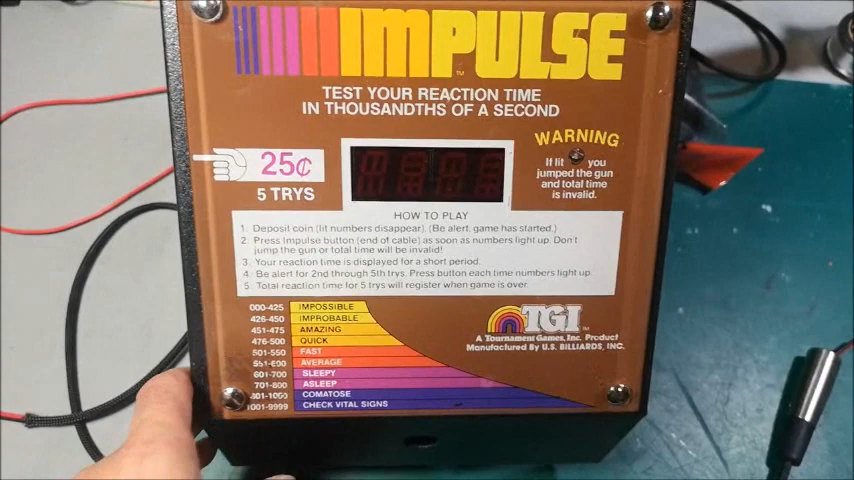 IMPULSE™
TEST YOUR REACTION TIME
IN THOUSANDTHS OF A SECOND
WARNING
If lit you
jumped the gun
and total time
is invalid.
25¢
5 TRYS
HOW TO PLAY
1. Deposit coin (lit numbers disappear). (Be alert, game has started.)
2. Press Impulse button (end of cable) as soon as numbers light up. Don't
jump the gun or total time will be invalid!
3. Your reaction time is displayed for a short period.
4. Be alert for 2nd through 5th trys. Press button each time numbers light up.
5. Total reaction time for 5 trys will register when game is over.
000-425 IMPOSSIBLE
426-450 IMPROBABLE
451-475 AMAZING
476-500 QUICK
501-550 FAST
551-600 AVERAGE
601-700 SLEEPY
701-800 ASLEEP
801-1000 COMATOSE
1001-9999 CHECK VITAL SIGNS
TGI™
A Tournament Games, Inc. Product
Manufactured By U.S. BILLIARDS, INC.